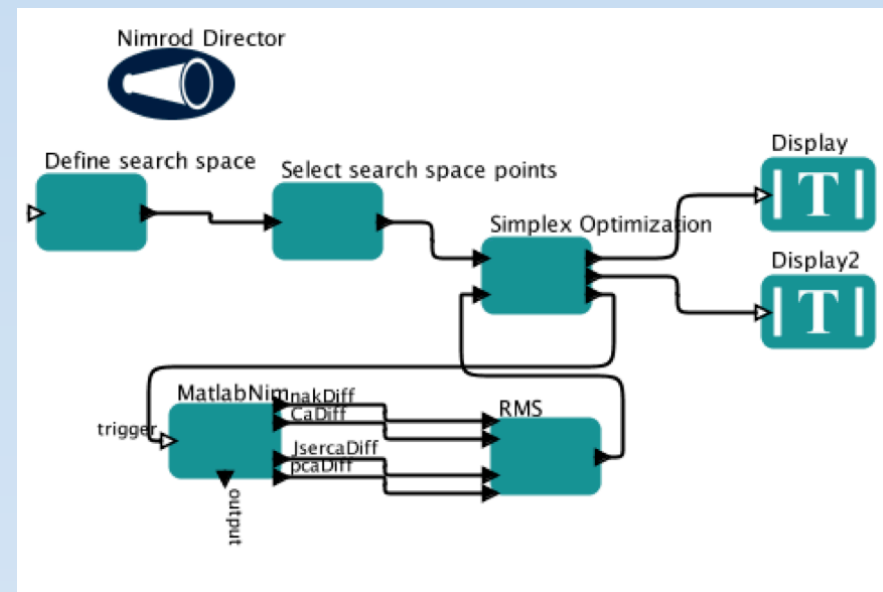 Nimrod Director
Define search space
Select search space points
Simplex Optimization
Display
T
Display2
T
MatlabNim
nakDiff
CaDiff
JsercaDiff
pcaDiff
trigger
output
RMS